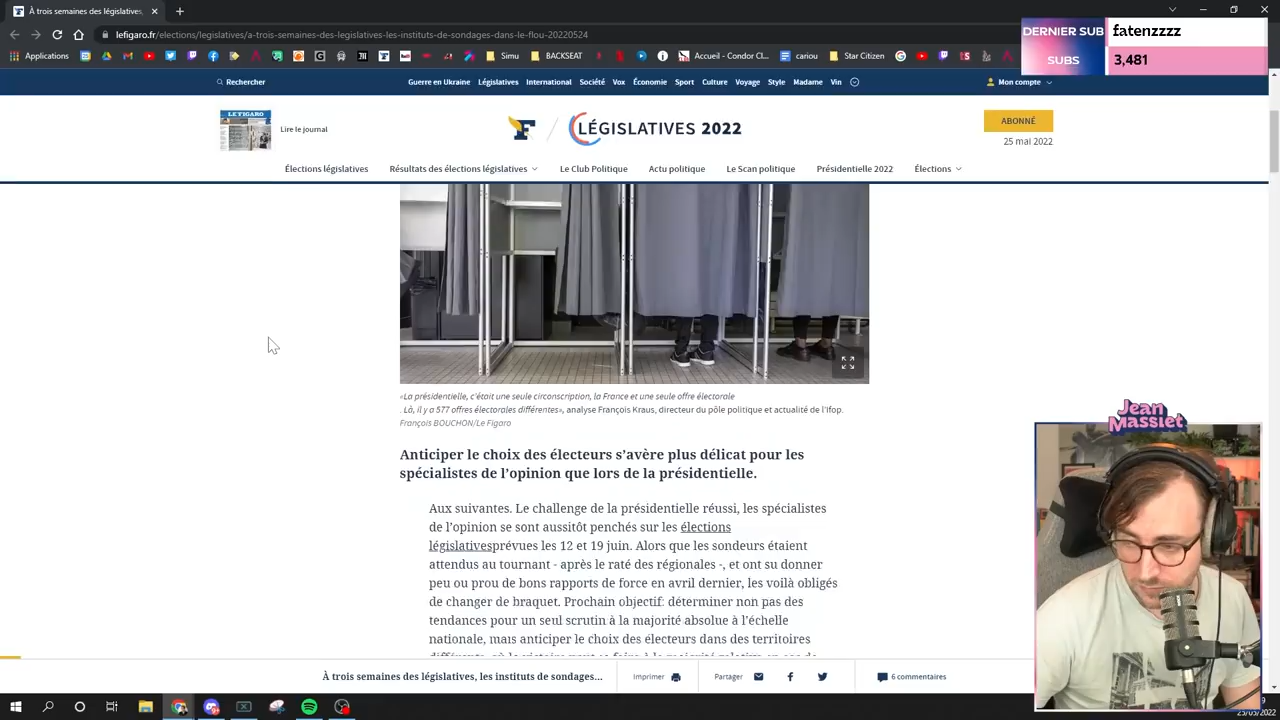 À trois semaines des législatives, les
lefigaro.fr/elections/legislatives/a-trois-semaines-des-legislatives-les-instituts-de-sondages-dans-le-flou-20220524
Applications
Simu
BACKSEAT
Accueil - Condor Cl...
cariou
Star Port
DERNIER SUB
fatenzzzz
SUBS
3,481
Rechercher
Guerre en Ukraine Législatives International Société Vox Économie Sport Culture Voyage Style Madame Vin
Mon compte
LE FIGARO
Lire le journal
LÉGISLATIVES 2022
ABONNÉ
25 mai 2022
Élections législatives Résultats des élections législatives Le Club Politique Actu politique Le Scan politique Présidentielle 2022 Élections
«La présidentielle, c'était une seule circonscription, la France et une seule offre électorale
. Là, il y a 577 offres électorales différentes», analyse François Kraus, directeur du pôle politique et actualité de l'Ifop.
François BOUCHON/Le Figaro
Anticiper le choix des électeurs s'avère plus délicat pour les
spécialistes de l'opinion que lors de la présidentielle.
Aux suivantes. Le challenge de la présidentielle réussi, les spécialistes
de l'opinion se sont aussitôt penchés sur les élections
législativesprévues les 12 et 19 juin. Alors que les sondeurs étaient
attendus au tournant - après le raté des régionales -, et ont su donner
peu ou prou de bons rapports de force en avril dernier, les voilà obligés
de changer de braquet. Prochain objectif: déterminer non pas des
tendances pour un seul scrutin à la majorité absolue à l'échelle
nationale, mais anticiper le choix des électeurs dans des territoires
Jean
Massiet
À trois semaines des législatives, les instituts de sondages...
Imprimer
Partager
6 commentaires
25/05/2022